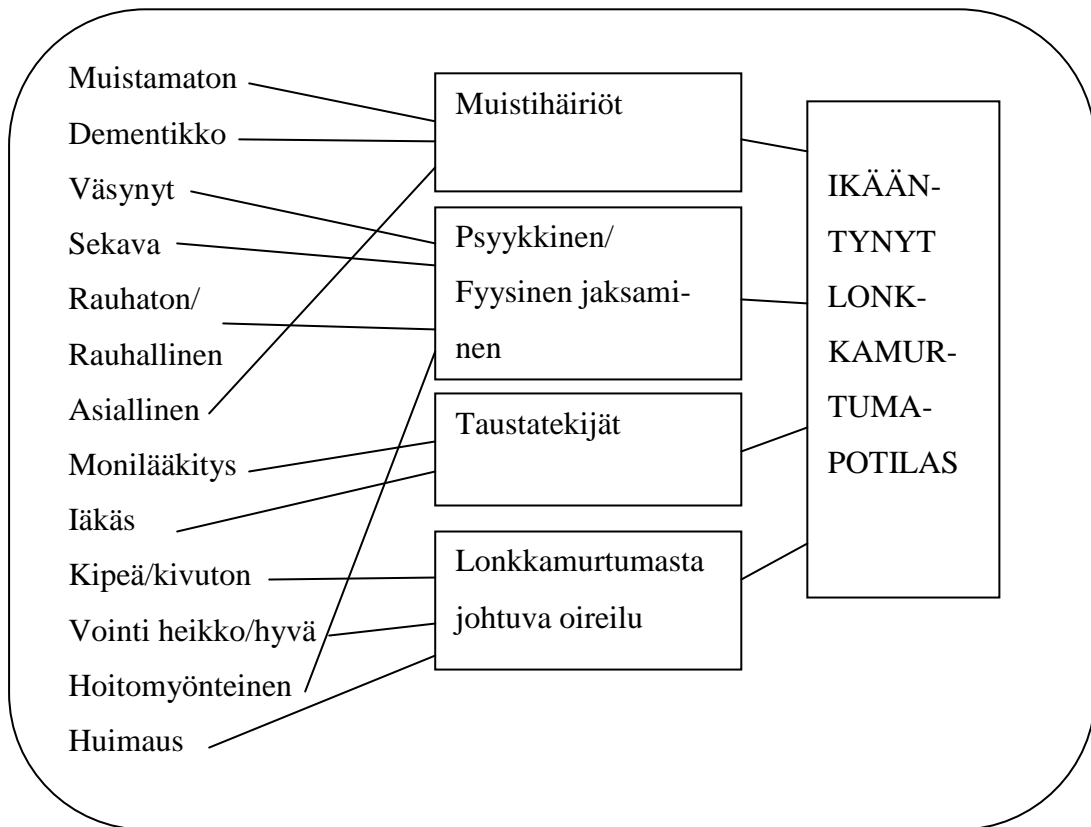 Muistamaton
Dementikko
Väsynyt
Sekava
Rauhaton/
Rauhallinen
Asiallinen
Monilääkitys
Iäkäs
Kipeä/kivuton
Vointi heikko/hyvä
Hoitomyönteinen
Huimaus
Muistihäiriöt
Psyykkinen/
Fyysinen jaksami-
nen
Taustatekijät
Lonkkamurtumasta
johtuva oireilu
IKÄÄN-
TYNYT
LONK-
KAMUR-
TUMA-
POTILAS